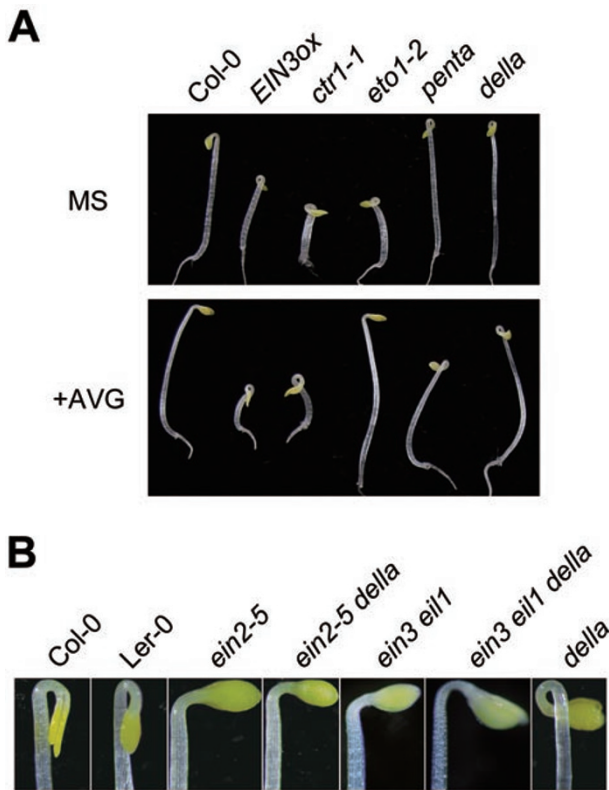 A
Col-0 EIN3ox ctr1-1 eto1-2 penta della
MS
+AVG
B
Col-0 Ler-0 ein2-5 ein2-5 della ein3 eil1 ein3 eil1 della della